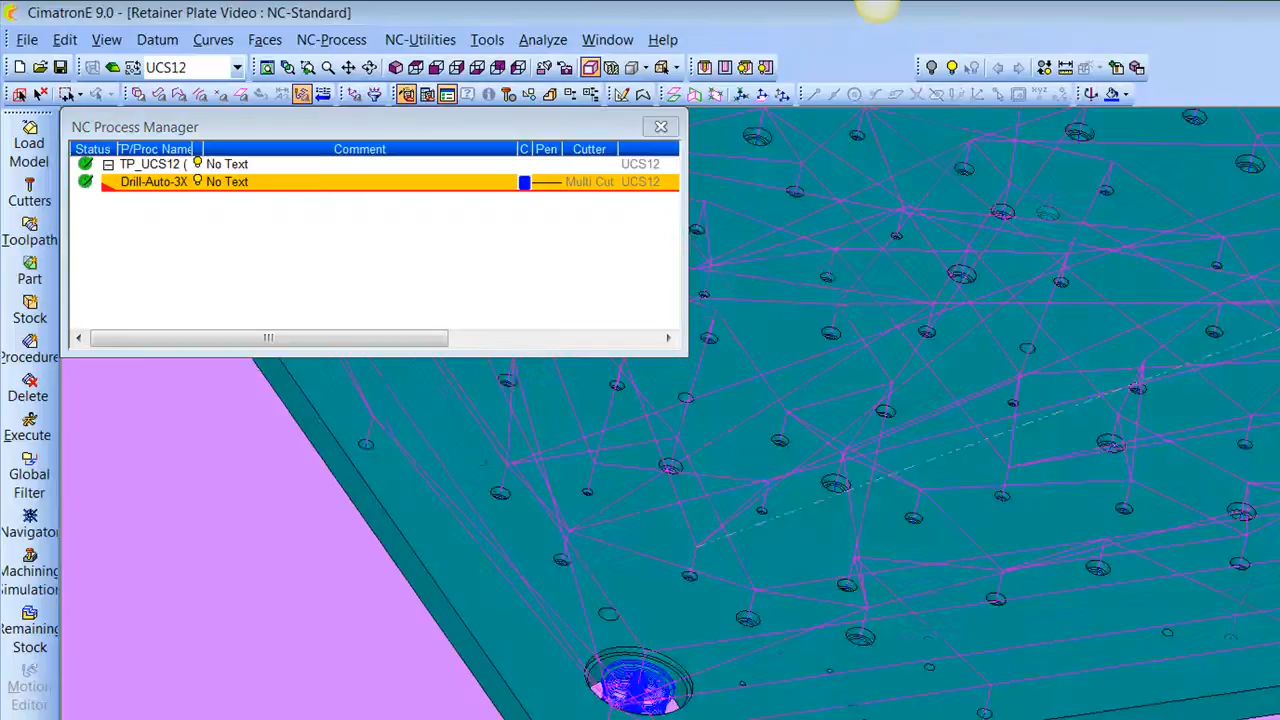 CimatronE 9.0 - [Retainer Plate Video : NC-Standard]
File Edit View Datum Curves Faces NC-Process NC-Utilities Tools Analyze Window Help
UCS12
NC Process Manager
Status TP/Proc Name Comment C Pen Cutter
TP_UCS12 ( No Text UCS12
Drill-Auto-3X No Text Multi Cut UCS12
Load
Model
Cutters
Toolpath
Part
Stock
Procedure
Delete
Execute
Global
Filter
Navigator
Machining
Simulation
Remaining
Stock
Motion
Editor